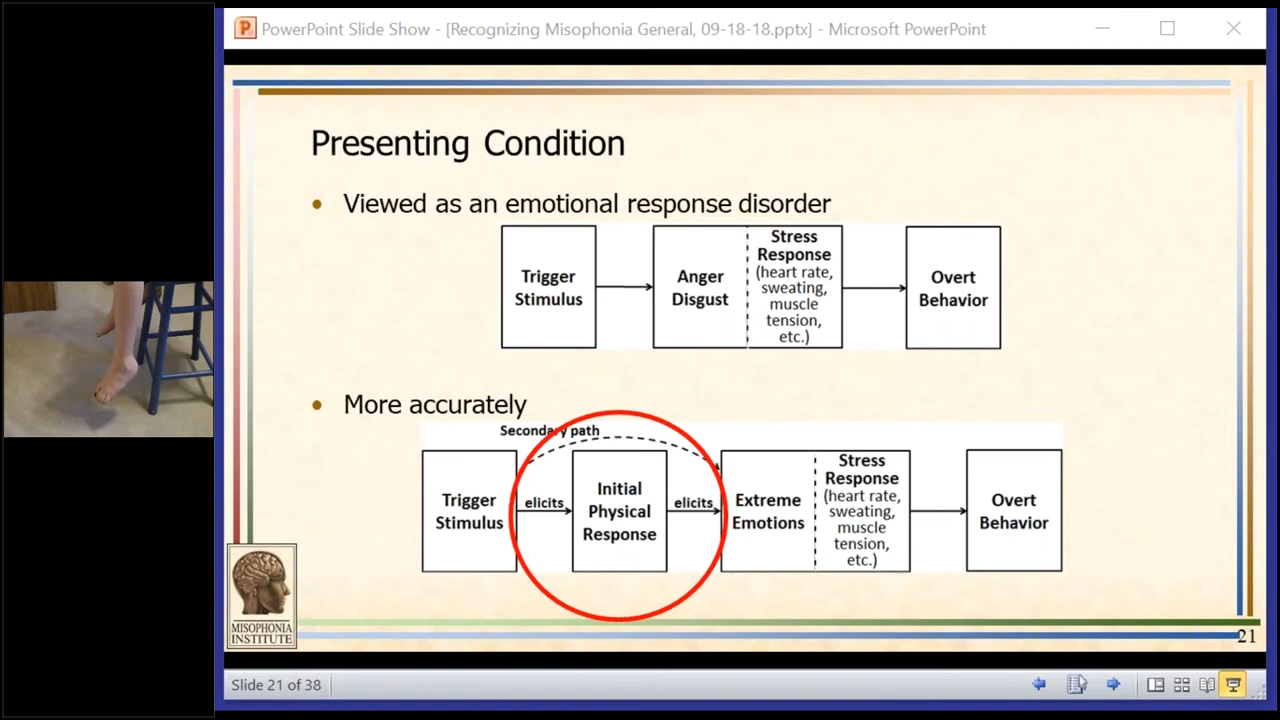 PowerPoint Slide Show - [Recognizing Misophonia General, 09-18-18.pptx] - Microsoft PowerPoint
Presenting Condition
• Viewed as an emotional response disorder
Trigger
Stimulus
Anger
Disgust
Stress
Response
(heart rate,
sweating,
muscle
tension,
etc.)
Overt
Behavior
• More accurately
Secondary path
Trigger
Stimulus
elicits
Initial
Physical
Response
elicits
Extreme
Emotions
Stress
Response
(heart rate,
sweating,
muscle
tension,
etc.)
Overt
Behavior
MISOPHONIA
INSTITUTE
21
Slide 21 of 38